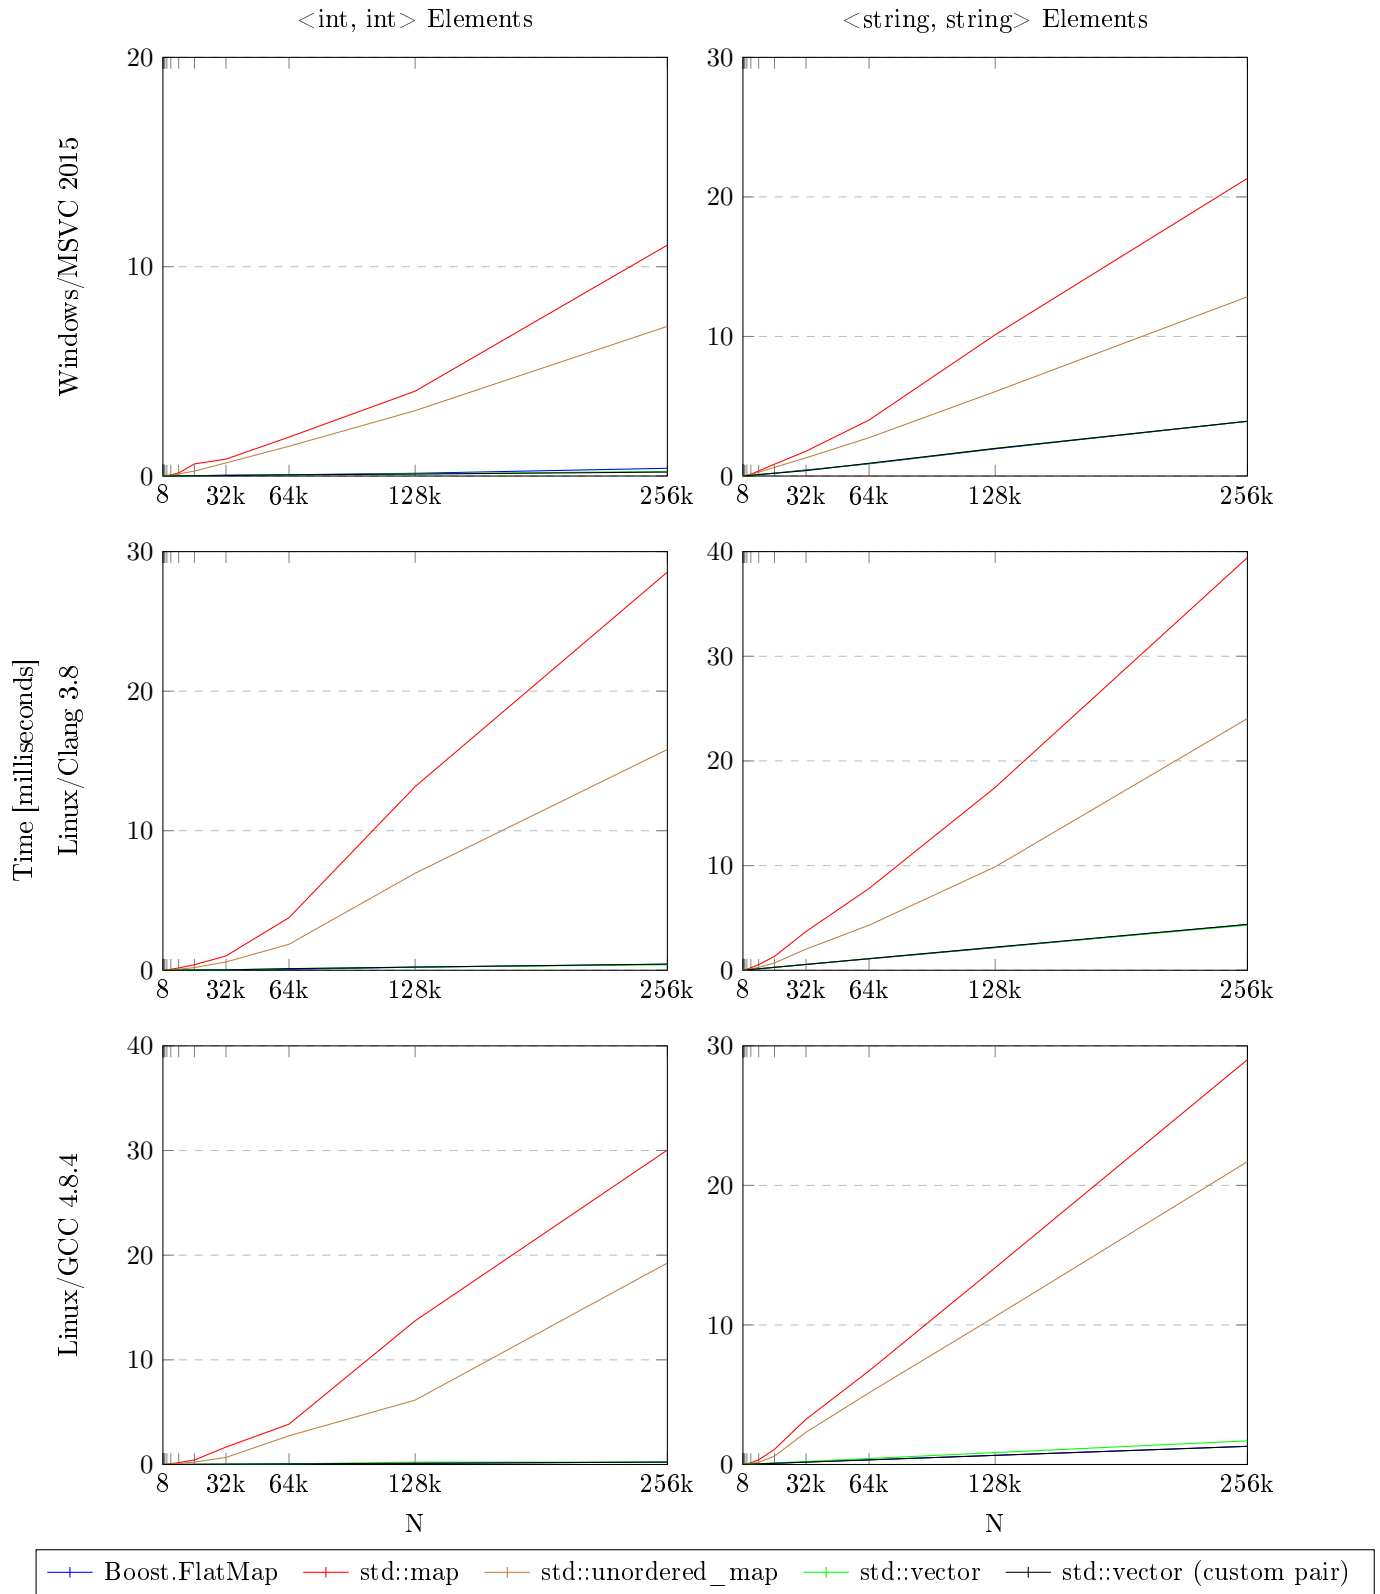 <int, int> Elements
<string, string> Elements
Windows/MSVC 2015
20
10
0
8 32k 64k 128k 256k
30
20
10
0
8 32k 64k 128k 256k
Time [milliseconds]
Linux/Clang 3.8
30
20
10
0
8 32k 64k 128k 256k
40
30
20
10
0
8 32k 64k 128k 256k
Linux/GCC 4.8.4
40
30
20
10
0
8 32k 64k 128k 256k
N
30
20
10
0
8 32k 64k 128k 256k
N
Boost.FlatMap std::map std::unordered_map std::vector std::vector (custom pair)